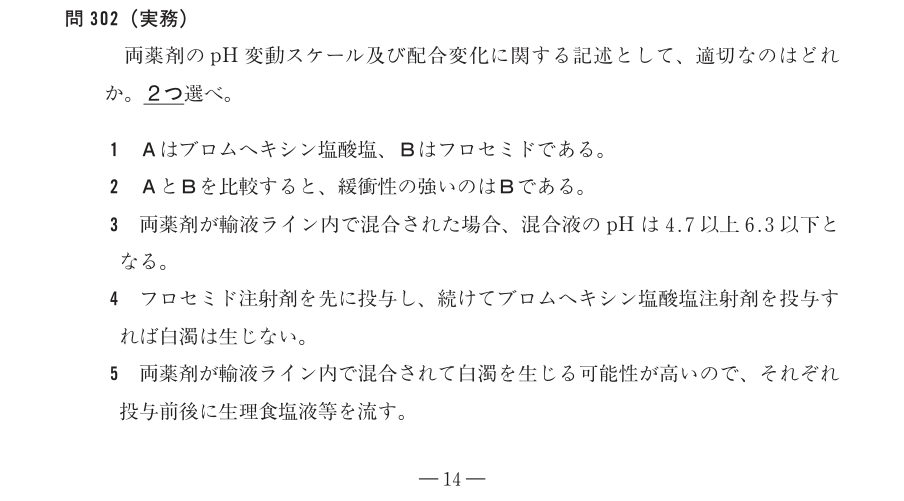 問 302（実務）
両薬剤の pH 変動スケール及び配合変化に関する記述として、適切なのはどれ
か。２つ選べ。
1 Ａはブロムヘキシン塩酸塩、Ｂはフロセミドである。
2 ＡとＢを比較すると、緩衝性の強いのはＢである。
3 両薬剤が輸液ライン内で混合された場合、混合液の pH は 4.7 以上 6.3 以下と
なる。
4 フロセミド注射剤を先に投与し、続けてブロムヘキシン塩酸塩注射剤を投与す
れば白濁は生じない。
5 両薬剤が輸液ライン内で混合されて白濁を生じる可能性が高いので、それぞれ
投与前後に生理食塩液等を流す。
― 14 ―